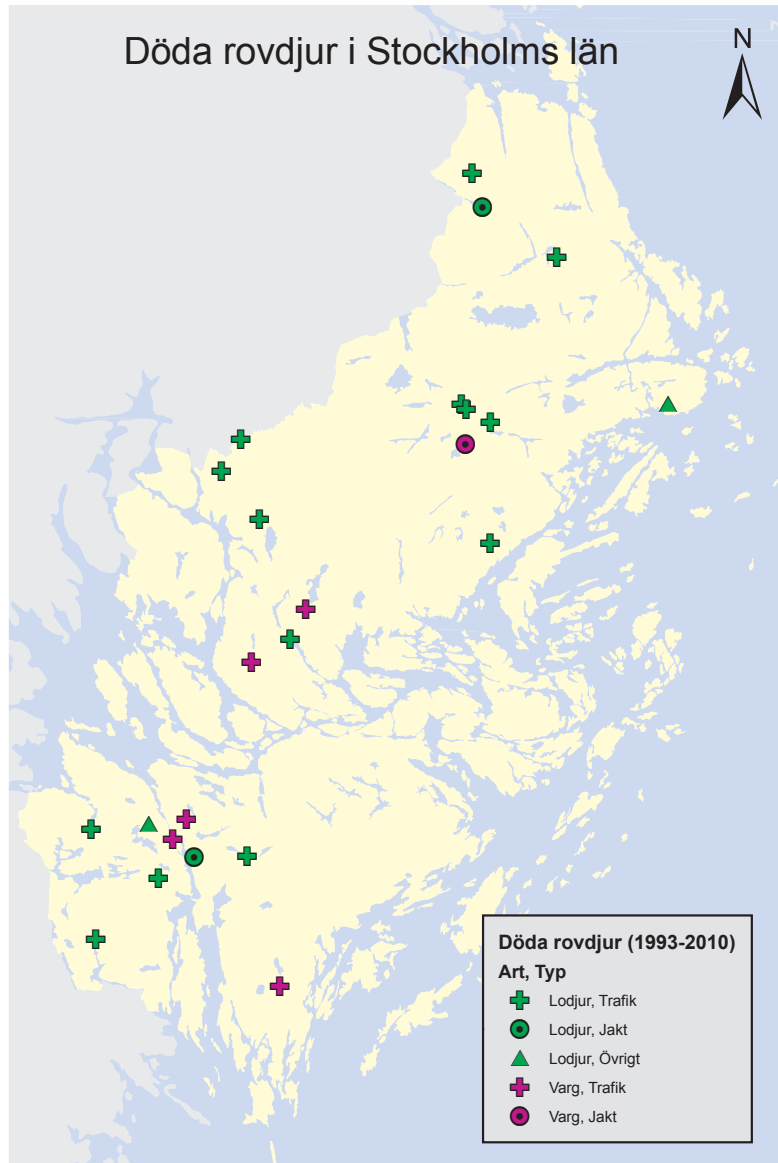 Döda rovdjur i Stockholms län
N
Döda rovdjur (1993-2010)
Art, Typ
Lodjur, Trafik
Lodjur, Jakt
Lodjur, Övrigt
Varg, Trafik
Varg, Jakt